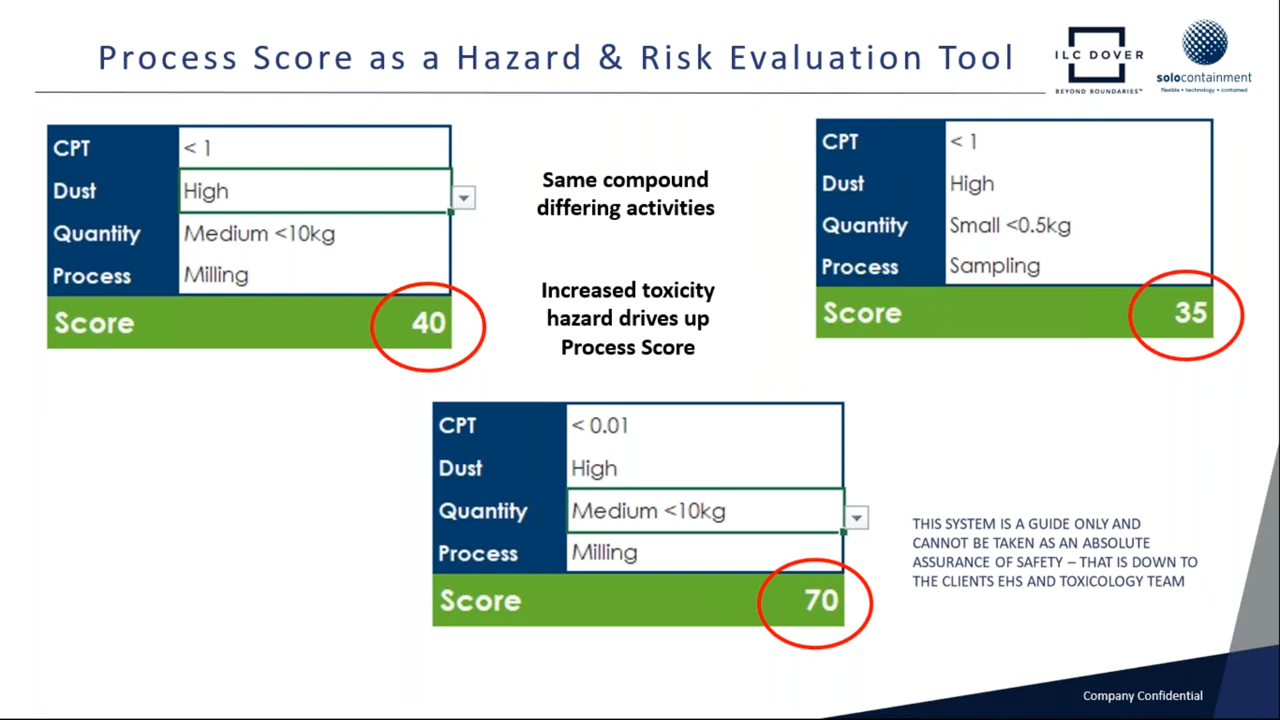 Process Score as a Hazard & Risk Evaluation Tool
ILC DOVER
BEYOND BOUNDARIES™
solocontainment
flexible • technology • contained
CPT < 1
Dust High
Quantity Medium <10kg
Process Milling
Score 40
Same compound
differing activities
Increased toxicity
hazard drives up
Process Score
CPT < 1
Dust High
Quantity Small <0.5kg
Process Sampling
Score 35
CPT < 0.01
Dust High
Quantity Medium <10kg
Process Milling
Score 70
THIS SYSTEM IS A GUIDE ONLY AND
CANNOT BE TAKEN AS AN ABSOLUTE
ASSURANCE OF SAFETY – THAT IS DOWN TO
THE CLIENTS EHS AND TOXICOLOGY TEAM
Company Confidential